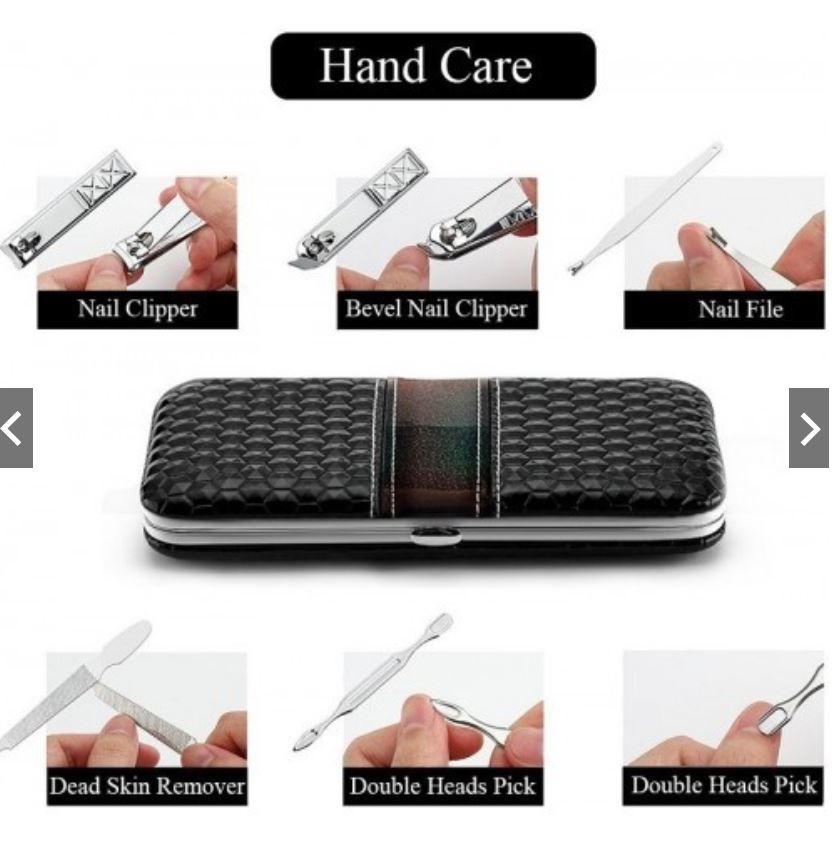 Hand Care
Nail Clipper
Bevel Nail Clipper
Nail File
Dead Skin Remover
Double Heads Pick
Double Heads Pick